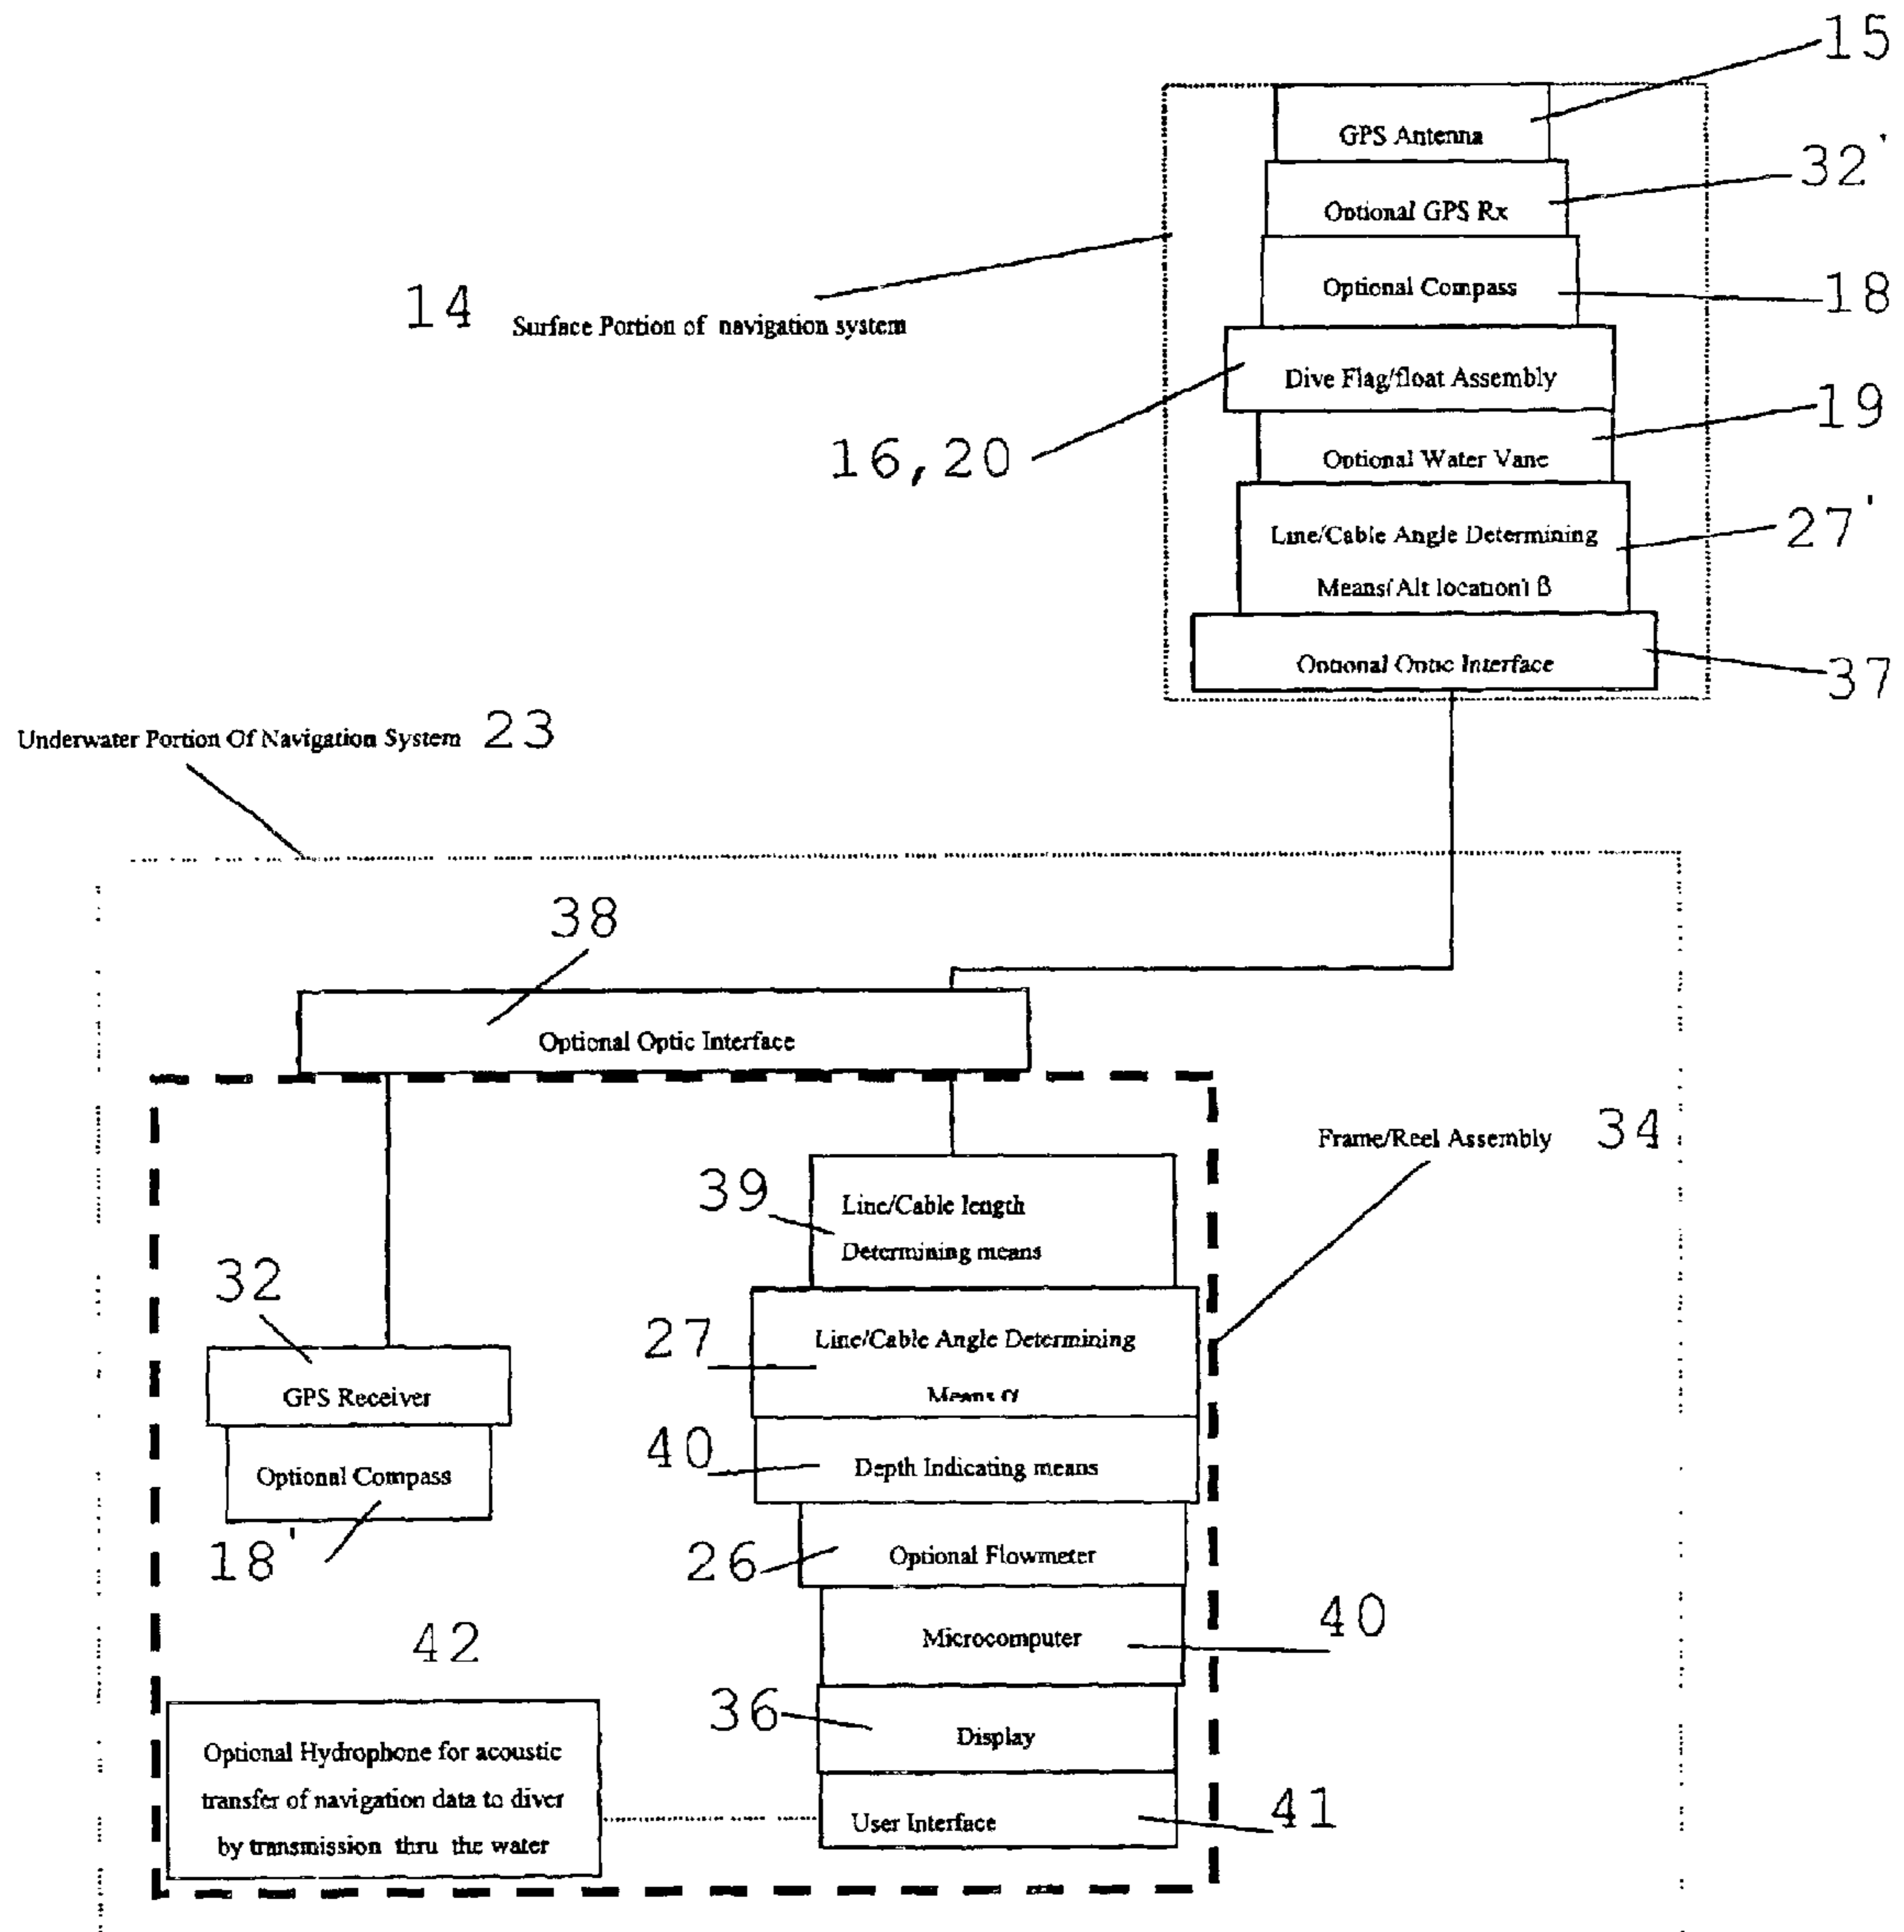 15
GPS Antenna
32'
Optional GPS Rx
14 Surface Portion of navigation system
Optional Compass
18
Dive Flag/float Assembly
16,20
19
Optional Water Vane
Line/Cable Angle Determining
Means(Alt location) β
27'
Optional Optic Interface
37
Underwater Portion Of Navigation System 23
38
Optional Optic Interface
Frame/Reel Assembly 34
39
Line/Cable length
Determining means
32
GPS Receiver
27
Line/Cable Angle Determining
Means α
Optional Compass
18'
40
Depth Indicating means
26
Optional Flowmeter
40
Microcomputer
42
36
Display
Optional Hydrophone for acoustic
transfer of navigation data to diver
by transmission thru the water
User Interface
41